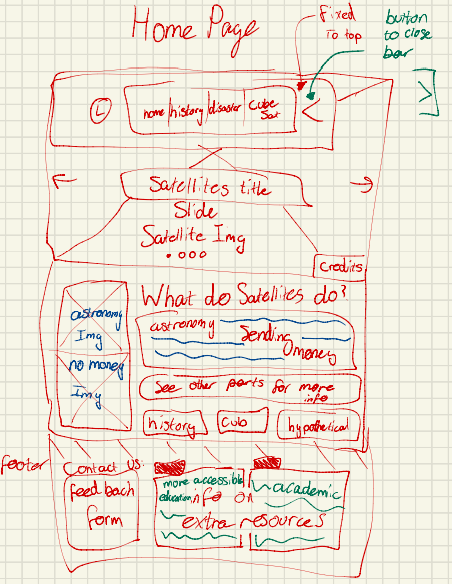 Home Page
fixed
To top
button
to close
bar
L
home | history | disaster | Cube
Sat
<
>
Satellites title
Slide
Satellite Img
Credits
What do Satellites do?
astronomy
Img
no money
Img
astronomy
Sending
0 money
See other parts for more
info
history
Cub
hypothetical
footer
Contact Us:
feed back
form
more accessible
education
info on
academic
extra resources